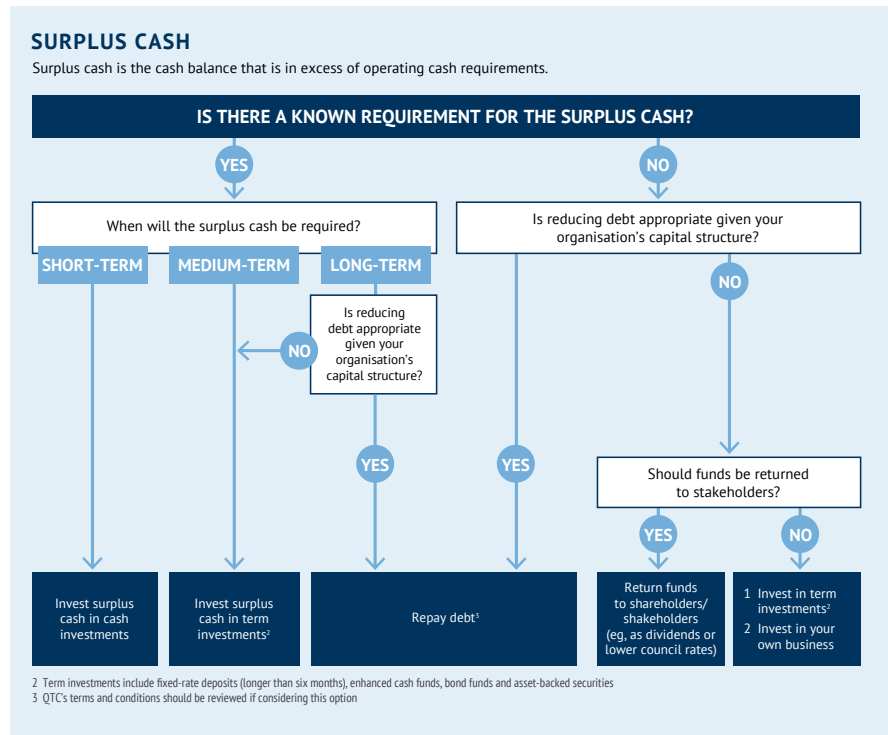 SURPLUS CASH
Surplus cash is the cash balance that is in excess of operating cash requirements.
IS THERE A KNOWN REQUIREMENT FOR THE SURPLUS CASH?
YES
NO
When will the surplus cash be required?
SHORT-TERM
MEDIUM-TERM
LONG-TERM
Is reducing debt appropriate given your
organisation's capital structure?
NO
Is reducing
debt appropriate
given your
organisation's
capital structure?
NO
YES
YES
Should funds be returned
to stakeholders?
YES
NO
Invest surplus
cash in cash
investments
Invest surplus
cash in term
investments²
Repay debt³
Return funds
to shareholders/
shakeholders
(eg, as dividends or
lower council rates)
1 Invest in term
investments²
2 Invest in your
own business
2 Term investments include fixed-rate deposits (longer than six months), enhanced cash funds, bond funds and asset-backed securities
3 QTC's terms and conditions should be reviewed if considering this option